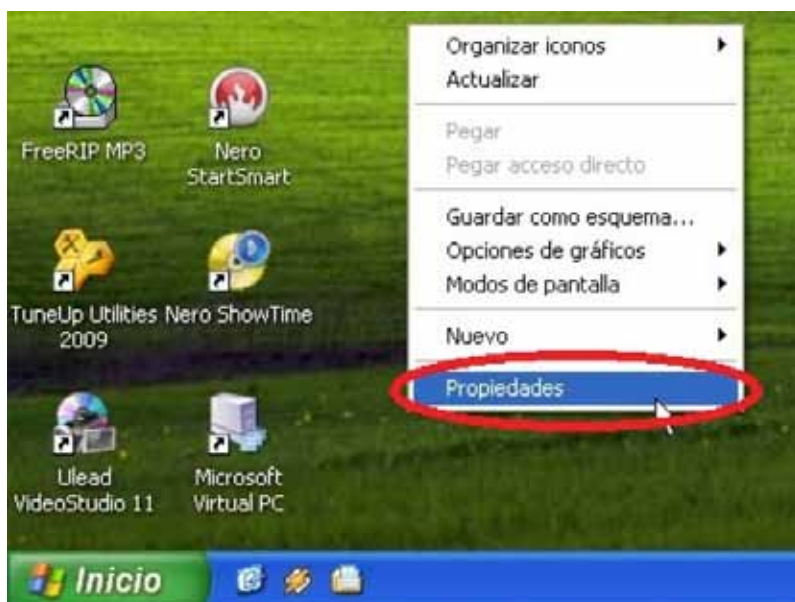 FreeRIP MP3
Nero
StartSmart
TuneUp Utilities
2009
Nero ShowTime
Ulead
VideoStudio 11
Microsoft
Virtual PC
Organizar iconos
Actualizar
Pegar
Pegar acceso directo
Guardar como esquema...
Opciones de gráficos
Modos de pantalla
Nuevo
Propiedades
Inicio